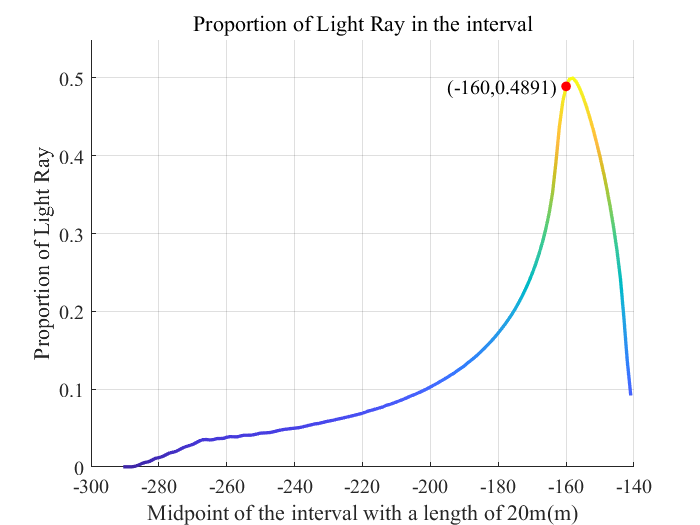 Proportion of Light Ray in the interval
Proportion of Light Ray
0.5
0.4
0.3
0.2
0.1
0
(-160,0.4891)
-300 -280 -260 -240 -220 -200 -180 -160 -140
Midpoint of the interval with a length of 20m(m)